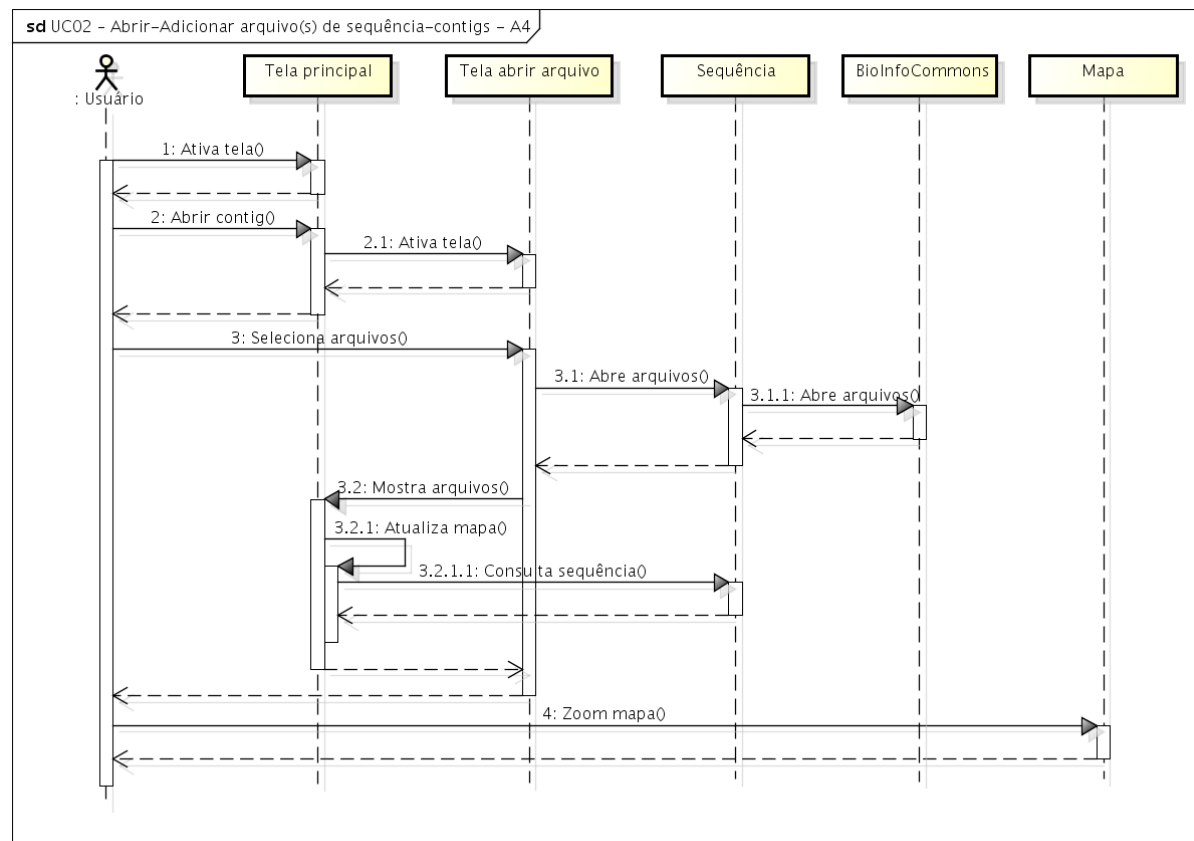 sd UC02 - Abrir-Adicionar arquivo(s) de sequência-contigs - A4
: Usuário
Tela principal
Tela abrir arquivo
Sequência
BioInfoCommons
Mapa
1: Ativa tela()
2: Abrir contig()
2.1: Ativa tela()
3: Seleciona arquivos()
3.1: Abre arquivos()
3.1.1: Abre arquivos()
3.2: Mostra arquivos()
3.2.1: Atualiza mapa()
3.2.1.1: Consulta sequência()
4: Zoom mapa()